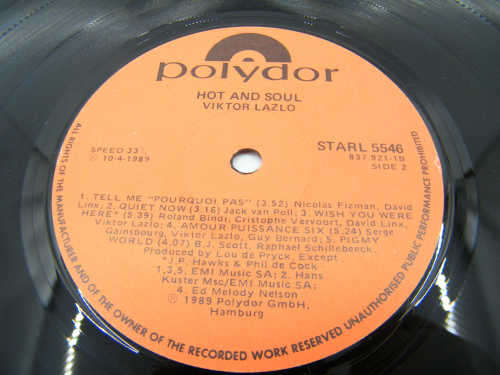 polydor
HOT AND SOUL
VIKTOR LAZLO
SPEED 33⅓
℗ 10-4-1989
STARL 5546
837 921-1B
SIDE 2
1. TELL ME "POURQUOI PAS" (3.52) Nicolas Fizman, David
Linx; 2. QUIET NOW (3.16) Jack van Poll; 3. WISH YOU WERE
HERE* (5.39) Roland Bindi, Christophe Vervoort, David Linx,
Viktor Lazlo; 4. AMOUR PUISSANCE SIX (5.24) Serge
Gainsbourg, Viktor Lazlo, Guy Bernard; 5. PIGMY
WORLD (4.07) B.J. Scott, Raphael Schillebeeck,
Produced by Lou de Pryck, Except
*J.P. Hawks & Phil de Cock
1,3,5, EMI Music SA; 2. Hans
Kuster Msc/EMI Music SA;
4. Ed Melody Nelson
℗ 1989 Polydor GmbH,
Hamburg
ALL RIGHTS OF THE MANUFACTURER AND OF THE OWNER OF THE RECORDED WORK RESERVED UNAUTHORISED PUBLIC PERFORMANCE PROHIBITED